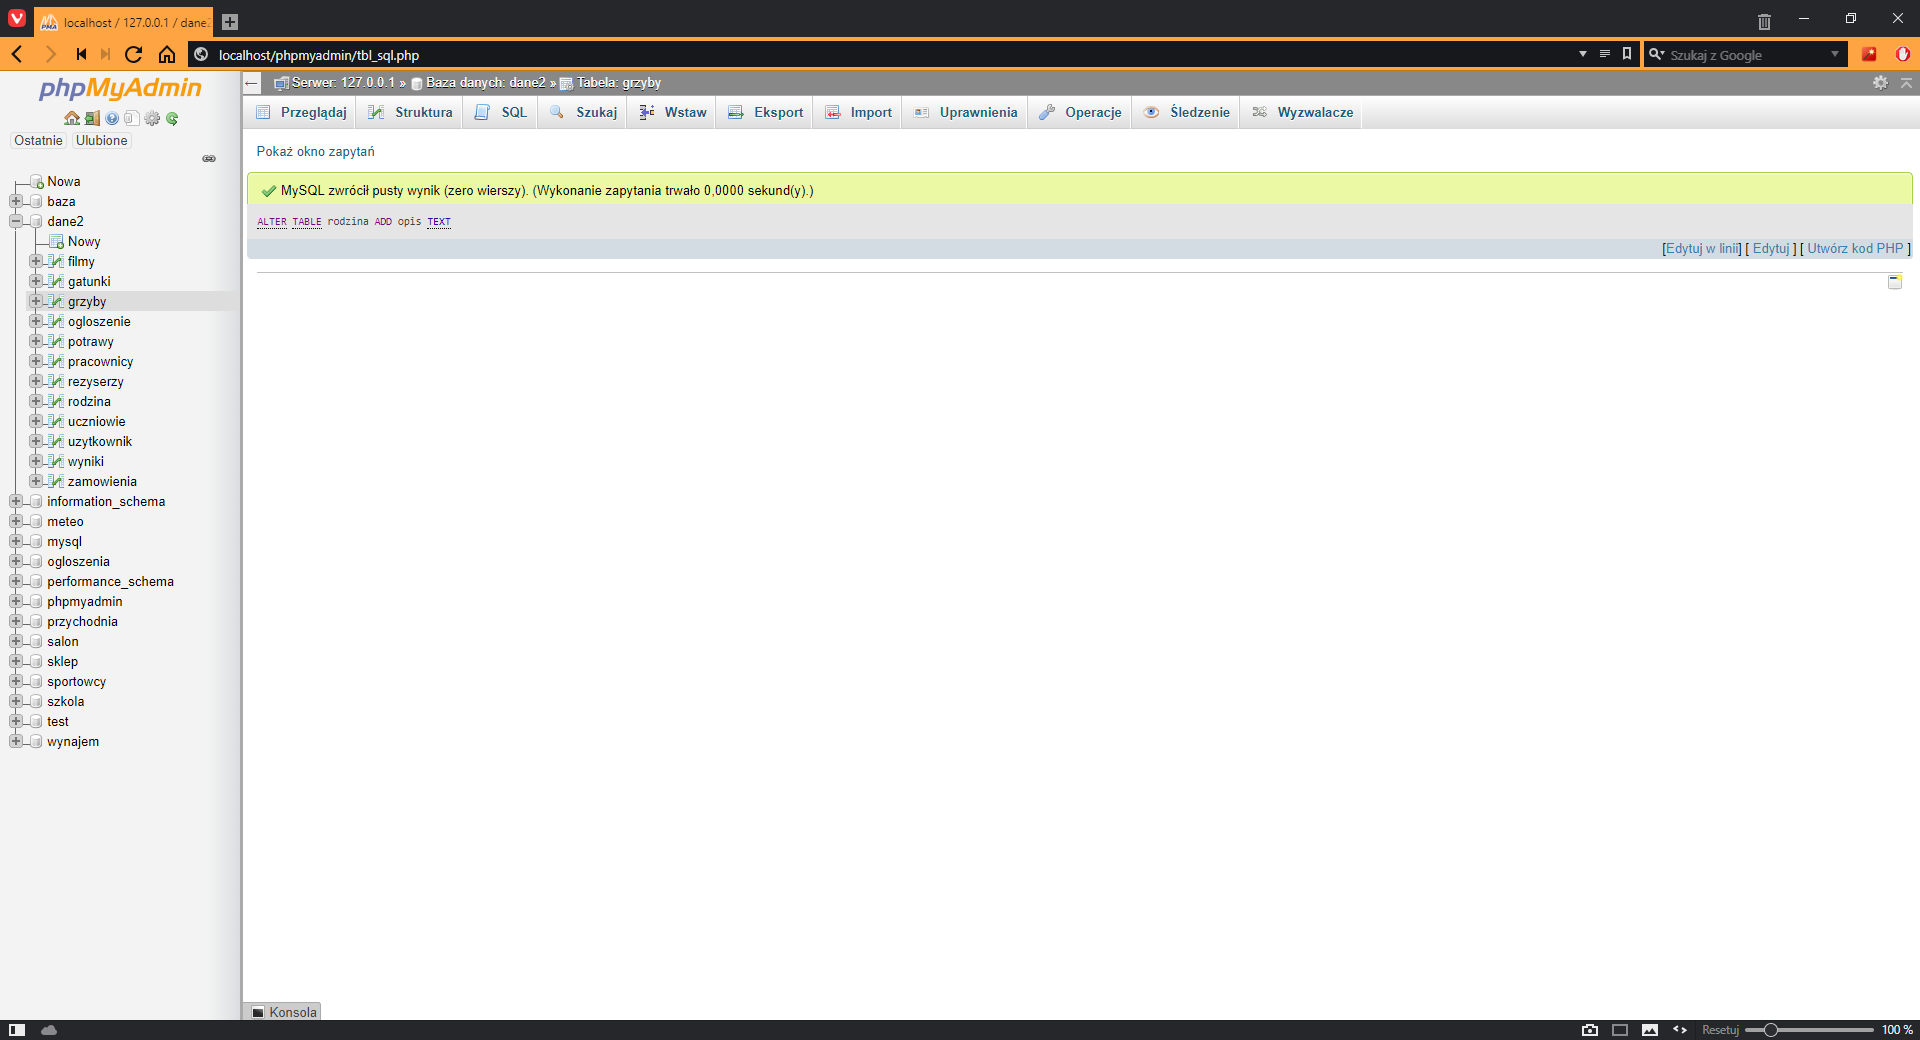 localhost / 127.0.0.1 / dane2
localhost/phpmyadmin/tbl_sql.php
Szukaj z Google
phpMyAdmin
Ostatnie
Ulubione
Nowa
baza
dane2
Nowy
filmy
gatunki
grzyby
ogloszenie
potrawy
pracownicy
rezyserzy
rodzina
uczniowie
uzytkownik
wyniki
zamowienia
information_schema
meteo
mysql
ogloszenia
performance_schema
phpmyadmin
przychodnia
salon
sklep
sportowcy
szkola
test
wynajem
Serwer: 127.0.0.1 » Baza danych: dane2 » Tabela: grzyby
Przeglądaj Struktura SQL Szukaj Wstaw Eksport Import Uprawnienia Operacje Śledzenie Wyzwalacze
Pokaż okno zapytań
MySQL zwrócił pusty wynik (zero wierszy). (Wykonanie zapytania trwało 0,0000 sekund(y).)
ALTER TABLE rodzina ADD opis TEXT
[Edytuj w linii] [ Edytuj ] [ Utwórz kod PHP ]
Konsola
Resetuj 100 %